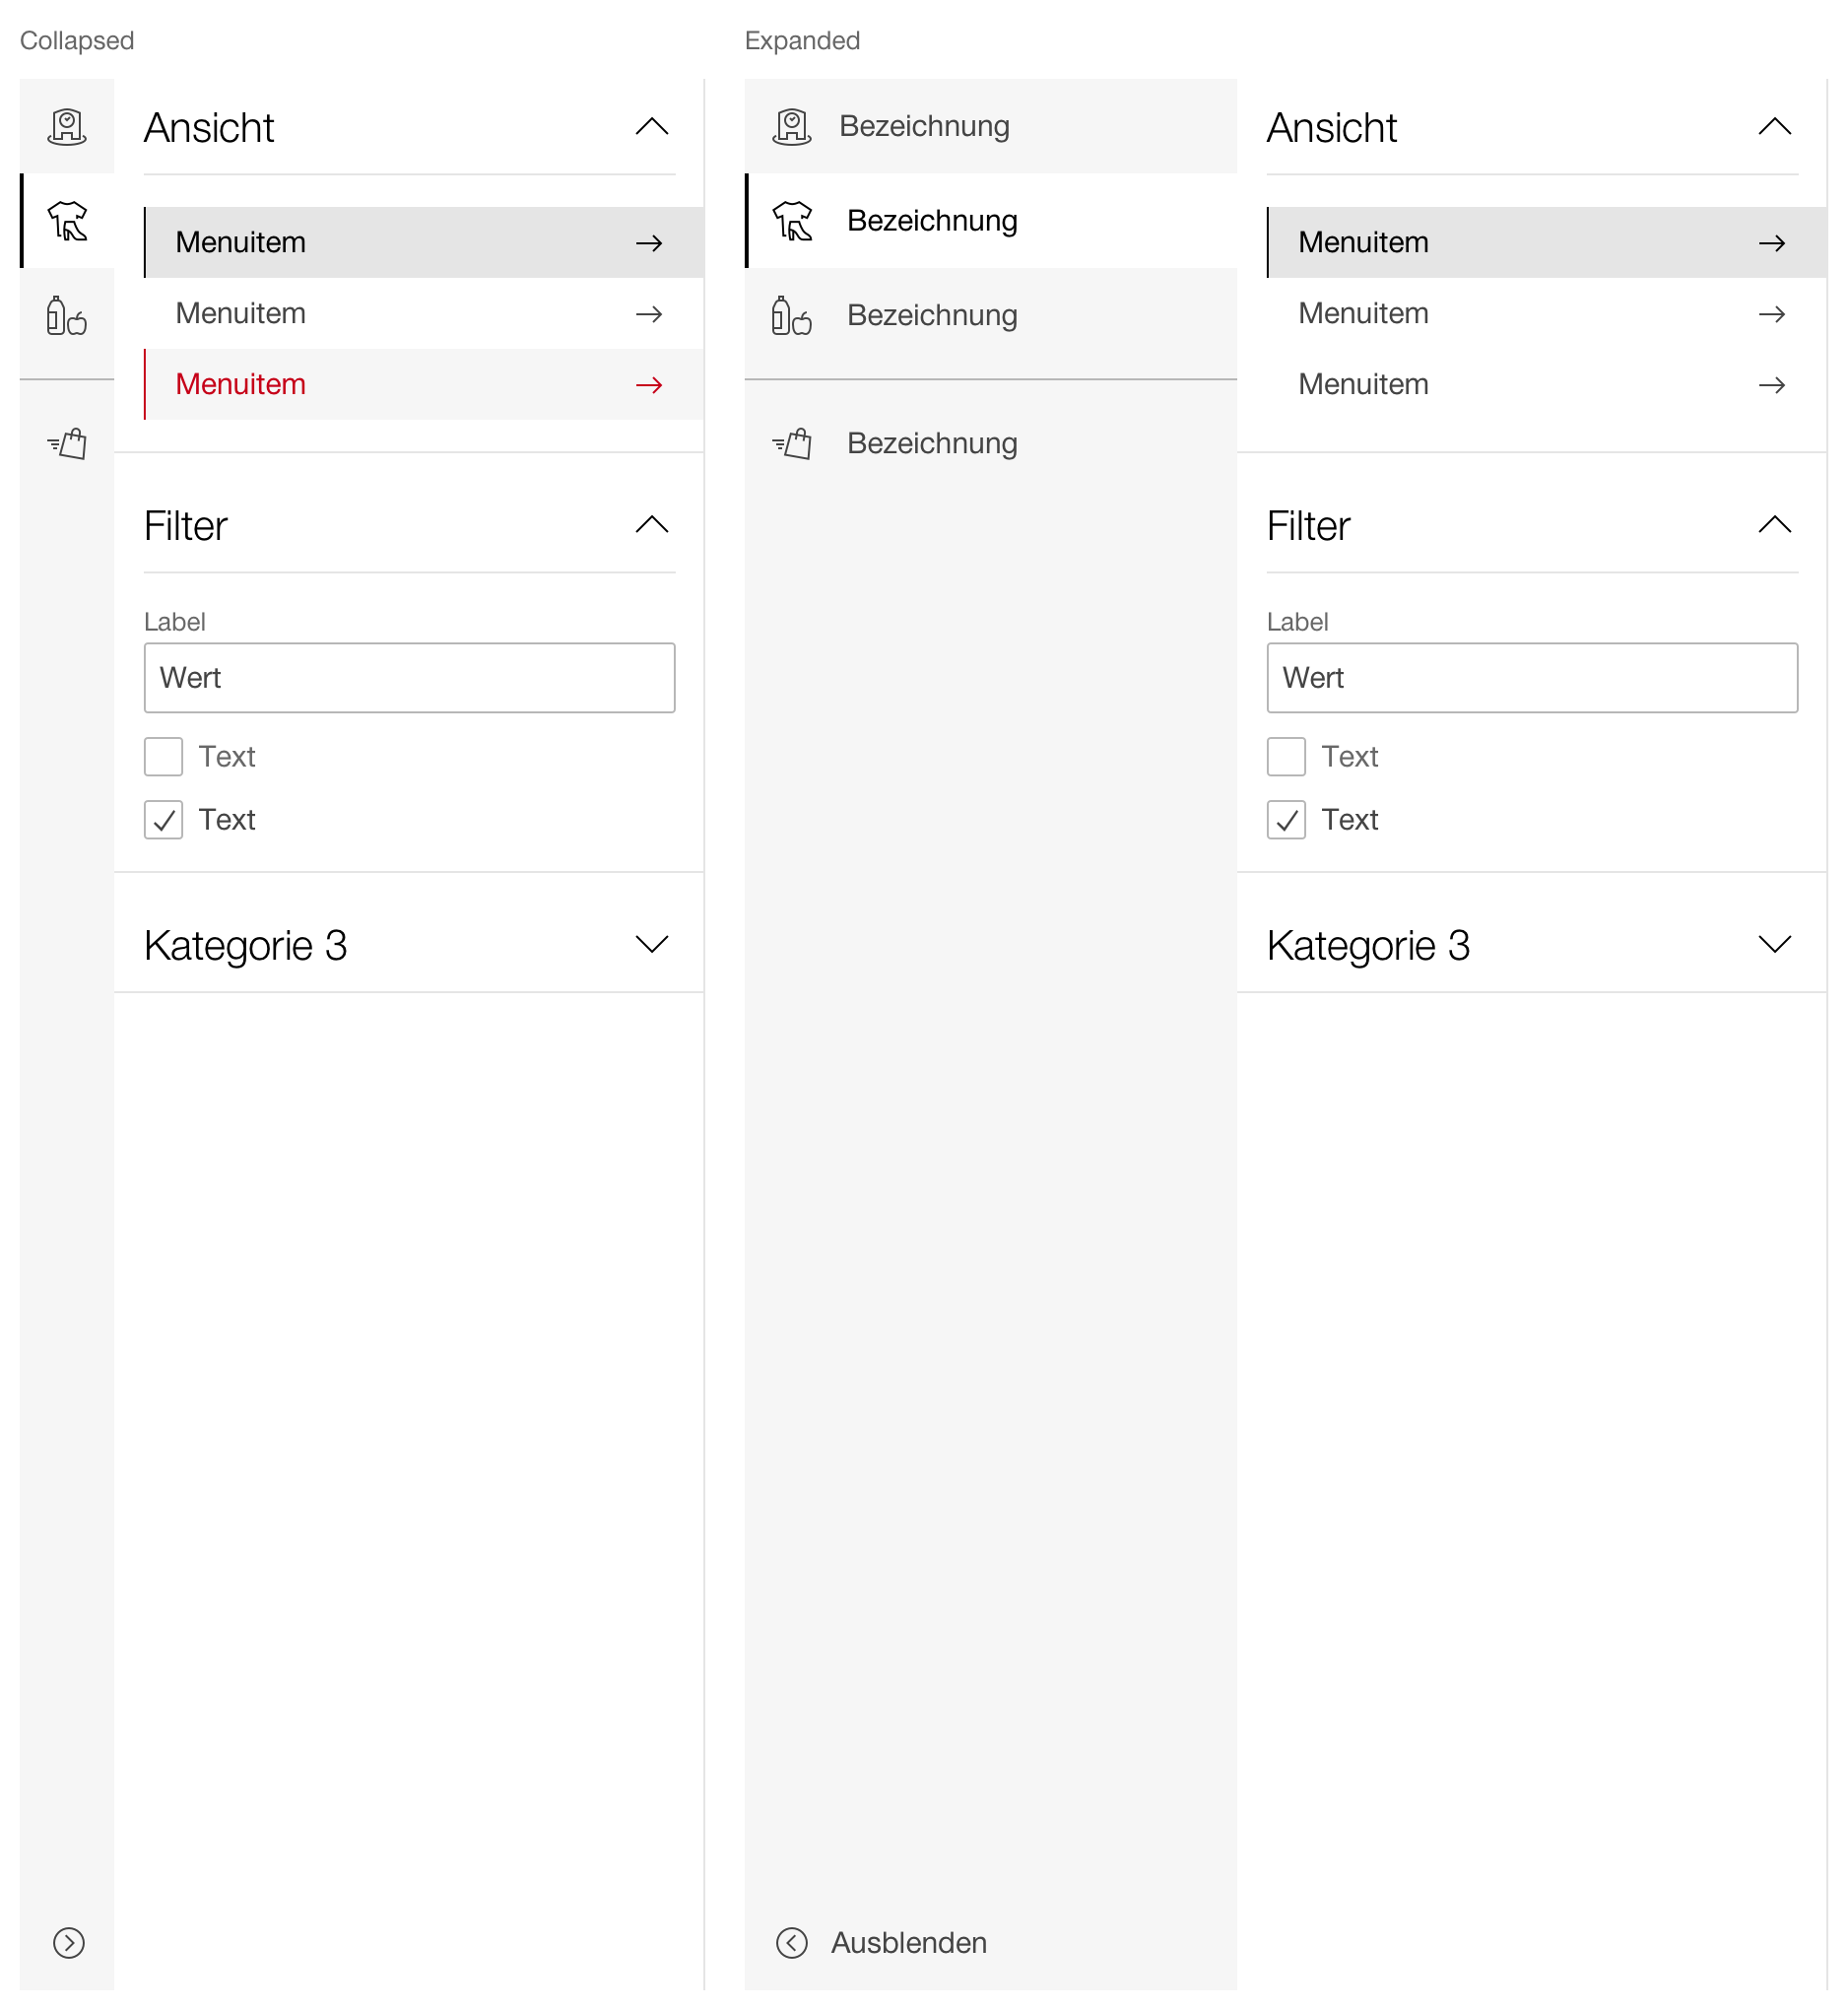 Collapsed
Ansicht
Menuitem
Menuitem
Menuitem
Filter
Label
Wert
Text
Text
Kategorie 3
Expanded
Bezeichnung
Bezeichnung
Bezeichnung
Bezeichnung
Ausblenden
Ansicht
Menuitem
Menuitem
Menuitem
Filter
Label
Wert
Text
Text
Kategorie 3